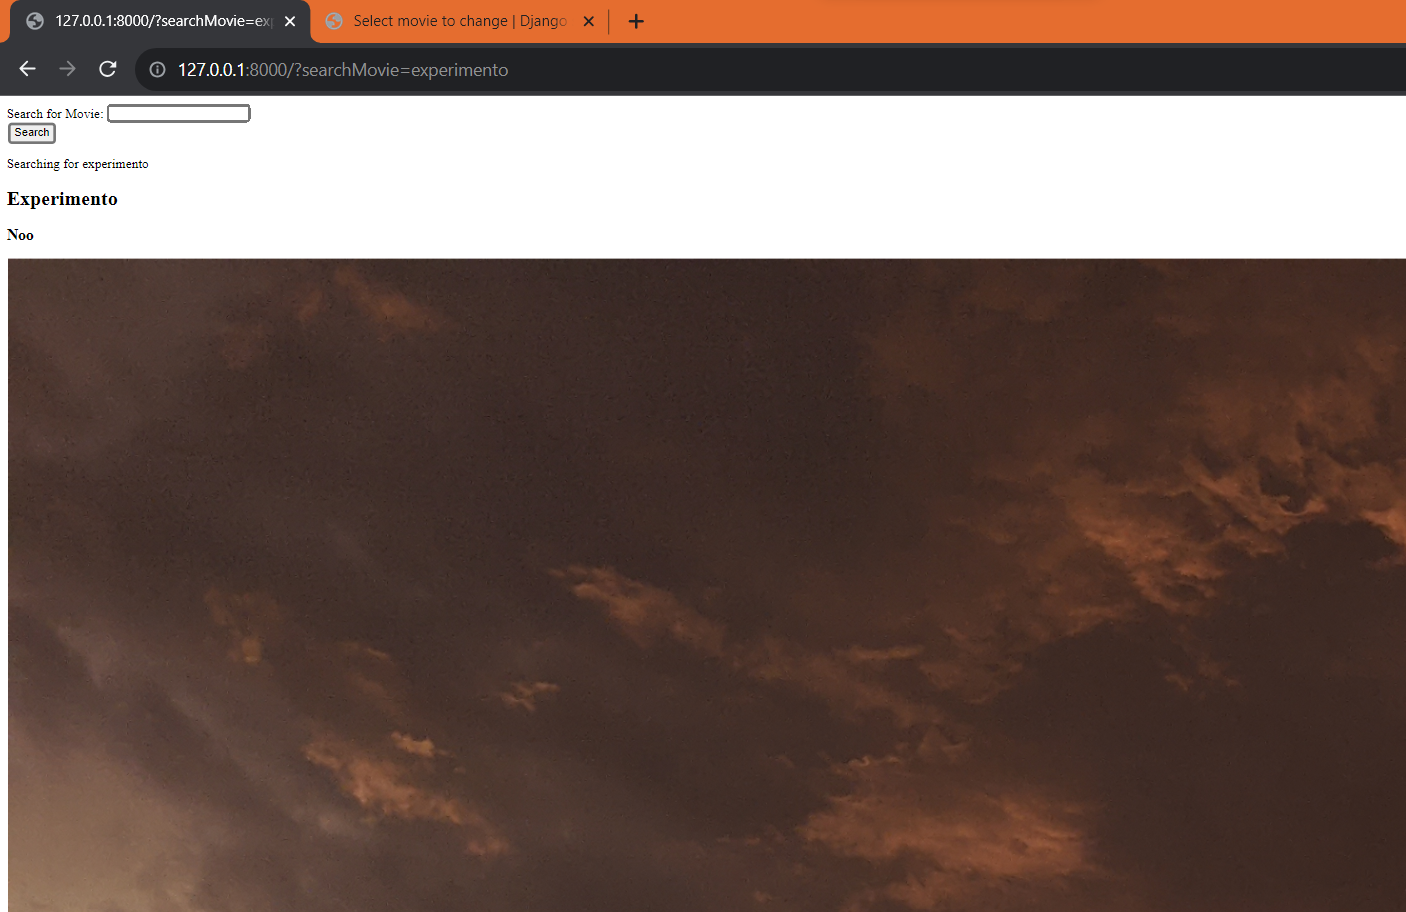 127.0.0.1:8000/?searchMovie=ex
Select movie to change | Django
127.0.0.1:8000/?searchMovie=experimento
Search for Movie:
Search
Searching for experimento
Experimento
Noo